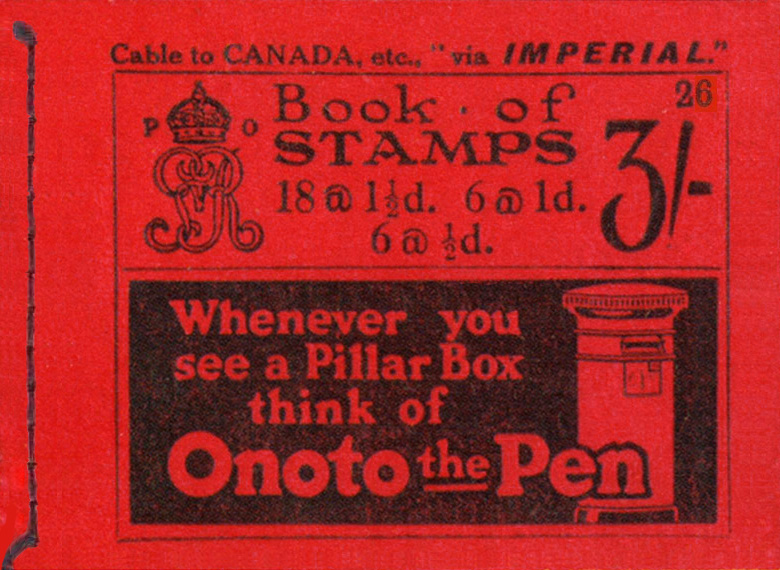 Cable to CANADA, etc., "via IMPERIAL."
26
P O
Book · of
STAMPS
3/-
18 @ 1½d. 6 @ 1d.
6 @ ½d.
Whenever you
see a Pillar Box
think of
Onoto the Pen